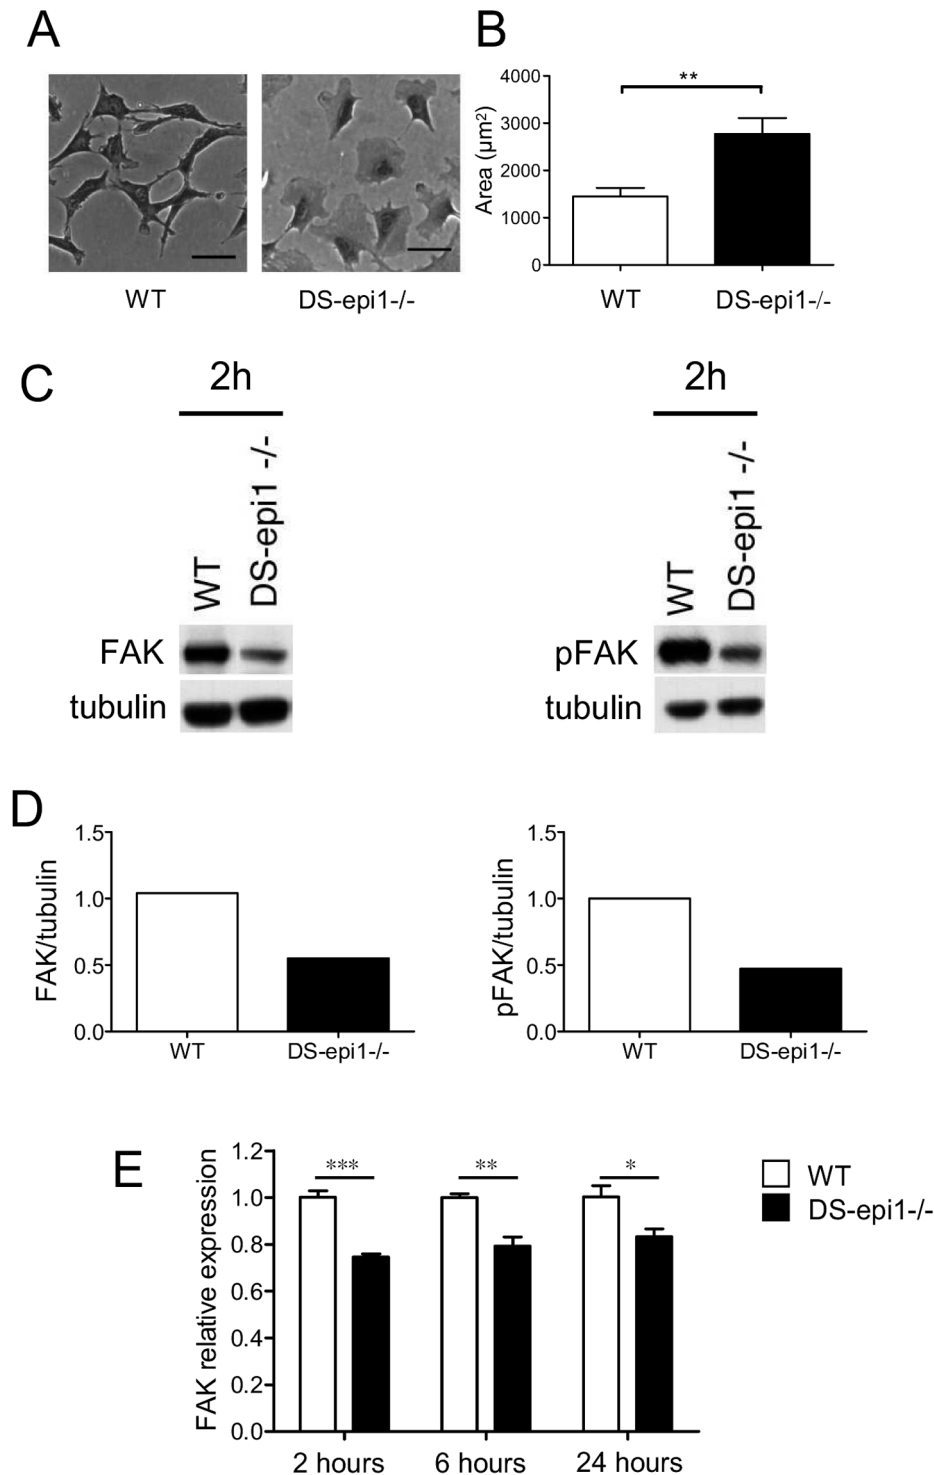 A
WT
DS-epi1-/-
B
**
Area (µm²)
4000
3000
2000
1000
0
WT
DS-epi1-/-
C
2h
WT
DS-epi1 -/-
FAK
tubulin
2h
WT
DS-epi1 -/-
pFAK
tubulin
D
FAK/tubulin
1.5
1.0
0.5
0.0
WT
DS-epi1-/-
pFAK/tubulin
1.5
1.0
0.5
0.0
WT
DS-epi1-/-
E
FAK relative expression
1.2
1.0
0.8
0.6
0.4
0.2
0.0
***
**
*
2 hours
6 hours
24 hours
WT
DS-epi1-/-